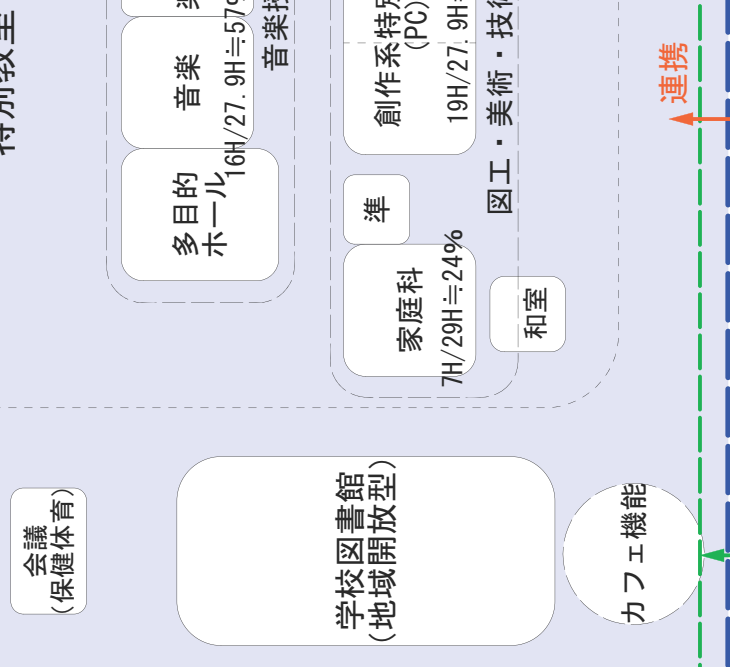 特別教室
会議
(保健体育)
多目的
ホール
音楽
16H/27.9H≒57%
音楽
学校図書館
(地域開放型)
家庭科
7H/29H≒24%
準
創作系特別
(PC)
19H/27.9H≒
図工・美術・技術
和室
カフェ機能
連携